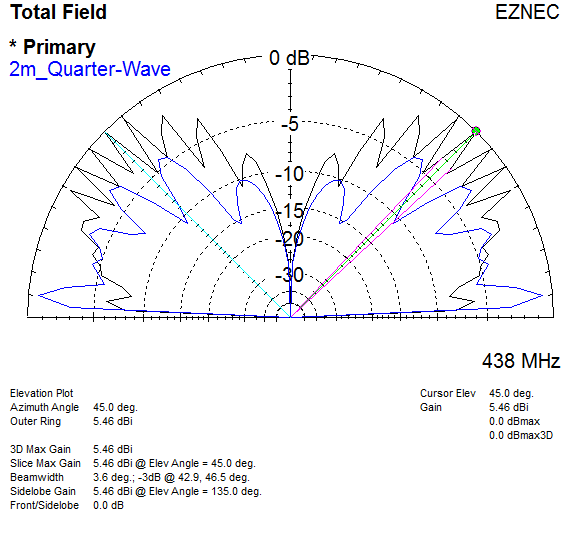 Total Field
EZNEC
* Primary
2m_Quarter-Wave
0 dB
-5
-10
-15
-20
-30
438 MHz
Elevation Plot
Cursor Elev 45.0 deg.
Azimuth Angle 45.0 deg.
Gain 5.46 dBi
Outer Ring 5.46 dBi
0.0 dBmax
0.0 dBmax3D
3D Max Gain 5.46 dBi
Slice Max Gain 5.46 dBi @ Elev Angle = 45.0 deg.
Beamwidth 3.6 deg.; -3dB @ 42.9, 46.5 deg.
Sidelobe Gain 5.46 dBi @ Elev Angle = 135.0 deg.
Front/Sidelobe 0.0 dB